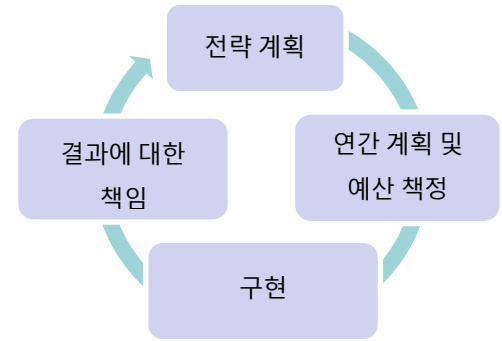 전략 계획
연간 계획 및
예산 책정
구현
결과에 대한
책임